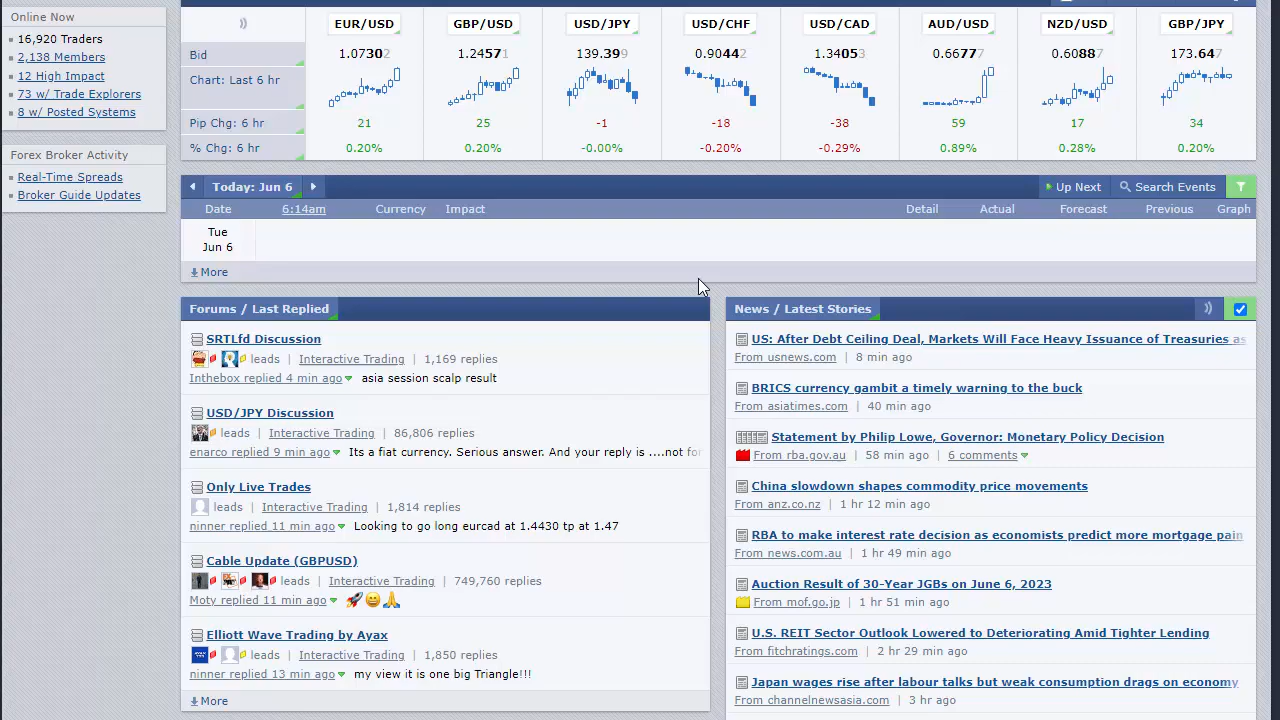 Online Now
16,920 Traders
2,138 Members
12 High Impact
73 w/ Trade Explorers
8 w/ Posted Systems
Forex Broker Activity
Real-Time Spreads
Broker Guide Updates
EUR/USD GBP/USD USD/JPY USD/CHF USD/CAD AUD/USD NZD/USD GBP/JPY
Bid 1.07302 1.24571 139.399 0.90442 1.34053 0.66777 0.60887 173.647
Chart: Last 6 hr
Pip Chg: 6 hr 21 25 -1 -18 -38 59 17 34
% Chg: 6 hr 0.20% 0.20% -0.00% -0.20% -0.29% 0.89% 0.28% 0.20%
Today: Jun 6 Up Next Search Events
Date 6:14am Currency Impact Detail Actual Forecast Previous Graph
Tue
Jun 6
More
Forums / Last Replied
SRTLfd Discussion
leads | Interactive Trading | 1,169 replies
Inthebox replied 4 min ago asia session scalp result
USD/JPY Discussion
leads | Interactive Trading | 86,806 replies
enarco replied 9 min ago Its a fiat currency. Serious answer. And your reply is ....not fo
Only Live Trades
leads | Interactive Trading | 1,814 replies
ninner replied 11 min ago Looking to go long eurcad at 1.4430 tp at 1.47
Cable Update (GBPUSD)
leads | Interactive Trading | 749,760 replies
Moty replied 11 min ago 🚀😄🙏
Elliott Wave Trading by Ayax
leads | Interactive Trading | 1,850 replies
ninner replied 13 min ago my view it is one big Triangle!!!
More
News / Latest Stories
US: After Debt Ceiling Deal, Markets Will Face Heavy Issuance of Treasuries as
From usnews.com | 8 min ago
BRICS currency gambit a timely warning to the buck
From asiatimes.com | 40 min ago
Statement by Philip Lowe, Governor: Monetary Policy Decision
From rba.gov.au | 58 min ago | 6 comments
China slowdown shapes commodity price movements
From anz.co.nz | 1 hr 12 min ago
RBA to make interest rate decision as economists predict more mortgage pain
From news.com.au | 1 hr 49 min ago
Auction Result of 30-Year JGBs on June 6, 2023
From mof.go.jp | 1 hr 51 min ago
U.S. REIT Sector Outlook Lowered to Deteriorating Amid Tighter Lending
From fitchratings.com | 2 hr 29 min ago
Japan wages rise after labour talks but weak consumption drags on economy
From channelnewsasia.com | 3 hr ago